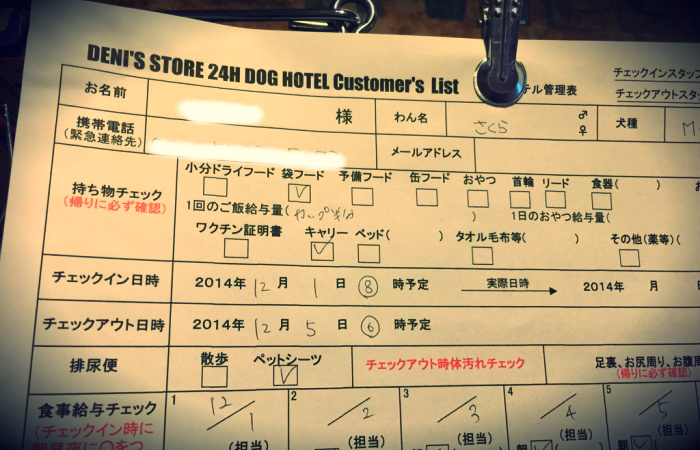 DENI'S STORE 24H DOG HOTEL Customer's List
テル管理表
チェックインスタッフ
チェックアウトスタ
お名前 様 わん名 さくら ♂ ♀ 犬種 M
携帯電話
(緊急連絡先)
メールアドレス
持ち物チェック
(帰りに必ず確認)
小分ドライフード 袋フード 予備フード 缶フード おやつ 首輪 リード 食器(
1回のご飯給与量( ) 1日のおやつ給与量(
ワクチン証明書 キャリー ベッド( ) タオル毛布等( ) その他(薬等)(
チェックイン日時 2014年 12月 1日 8時予定 実際日時 2014年 月
チェックアウト日時 2014年 12月 5日 6時予定
排尿便 散歩 ペットシーツ チェックアウト時体汚れチェック 足裏、お尻周り、お腹周
(帰りに必ず確認)
食事給与チェック
(チェックイン時に
朝昼夜に○をつ
1 12/1 2 /2 3 /3 4 /4 5 /5
(担当 (担当 (担当) (担当)
朝 朝